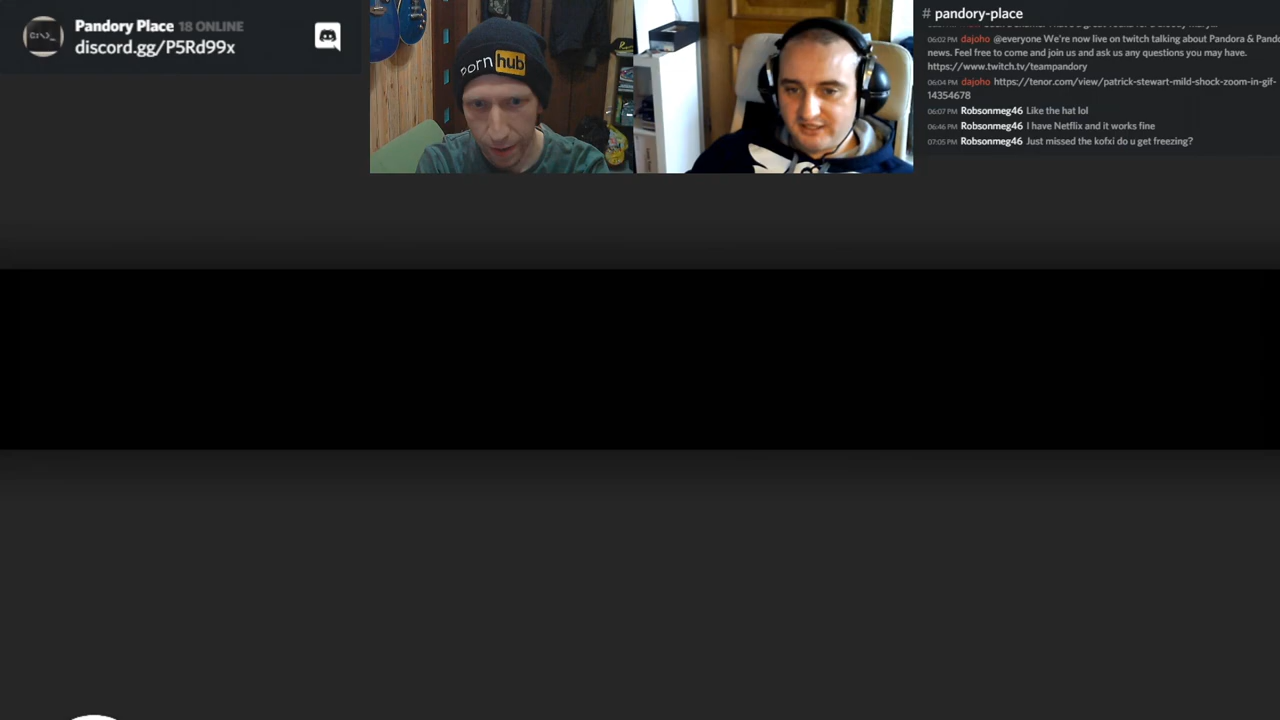 Pandory Place 18 ONLINE
discord.gg/P5Rd99x
porn hub
# pandory-place
06:02 PM dajoho @everyone We're now live on twitch talking about Pandora & Pand
news. Feel free to come and join us and ask us any questions you may have.
https://www.twitch.tv/teampandory
06:04 PM dajoho https://tenor.com/view/patrick-stewart-mild-shock-zoom-in-gif-
14354678
06:07 PM Robsonmeg46 Like the hat lol
06:46 PM Robsonmeg46 I have Netflix and it works fine
07:05 PM Robsonmeg46 Just missed the kofxi do u get freezing?